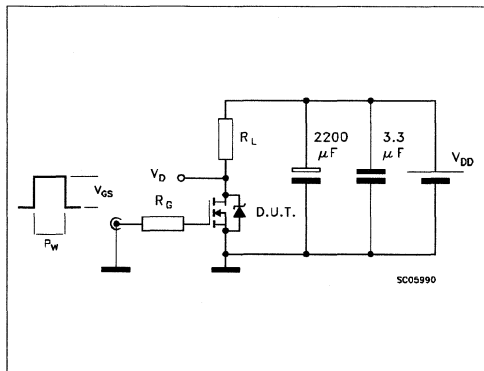 R_L
2200
µF
3.3
µF
V_DD
V_D
V_GS
R_G
D.U.T.
P_W
SC05990